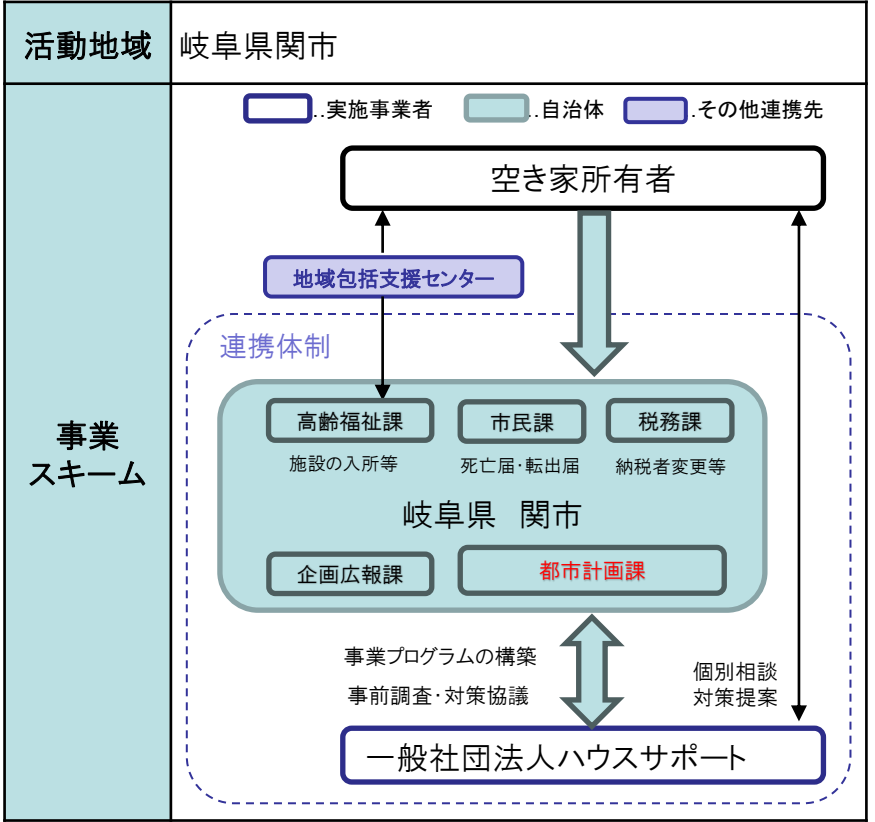 活動地域
岐阜県関市
‥実施事業者
‥自治体
‥その他連携先
空き家所有者
地域包括支援センター
連携体制
高齢福祉課
市民課
税務課
施設の入所等
死亡届・転出届
納税者変更等
事業
スキーム
岐阜県 関市
企画広報課
都市計画課
事業プログラムの構築
事前調査・対策協議
個別相談
対策提案
一般社団法人ハウスサポート